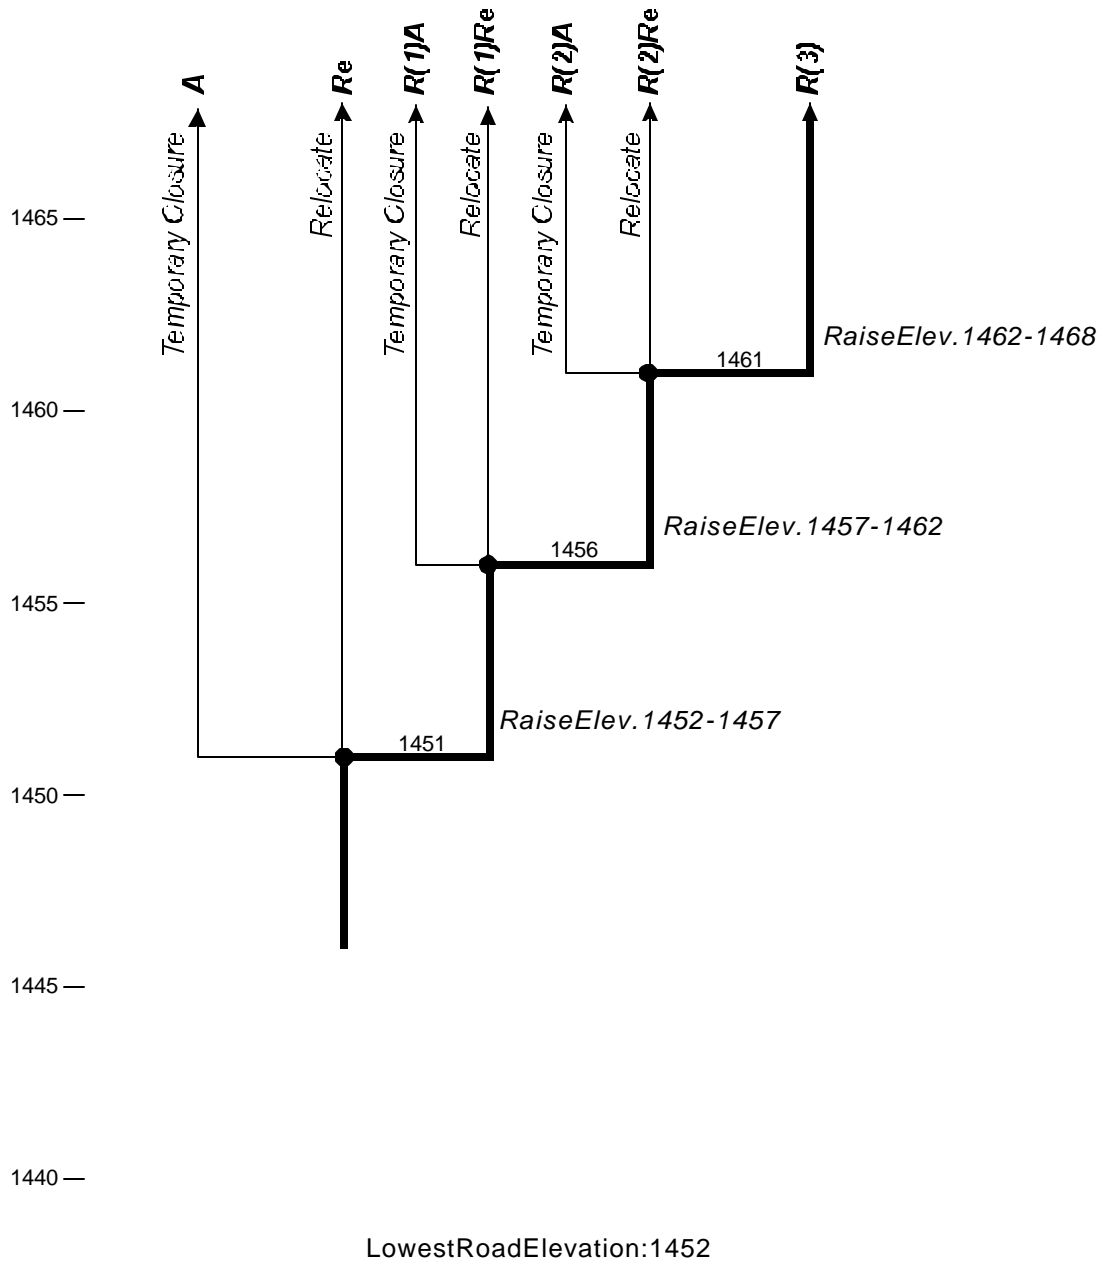 A
Re
R(1)A
R(1)Re
R(2)A
R(2)Re
R(3)
Temporary Closure
Relocate
Temporary Closure
Relocate
Temporary Closure
Relocate
1465
RaiseElev.1462-1468
1461
1460
RaiseElev.1457-1462
1456
1455
RaiseElev.1452-1457
1451
1450
1445
1440
LowestRoadElevation:1452